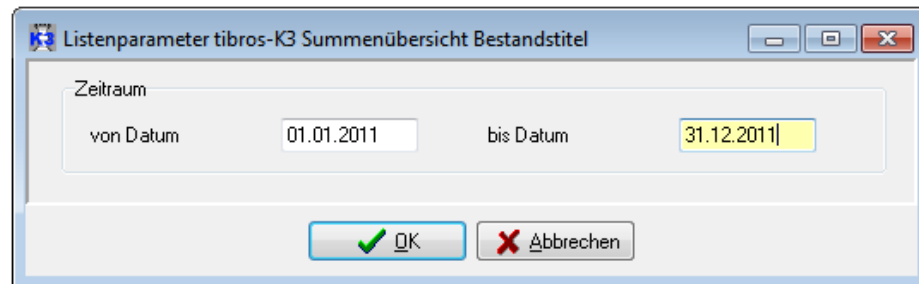 K3 Listenparameter tibros-K3 Summenübersicht Bestandstitel
Zeitraum
von Datum 01.01.2011 bis Datum 31.12.2011
OK Abbrechen